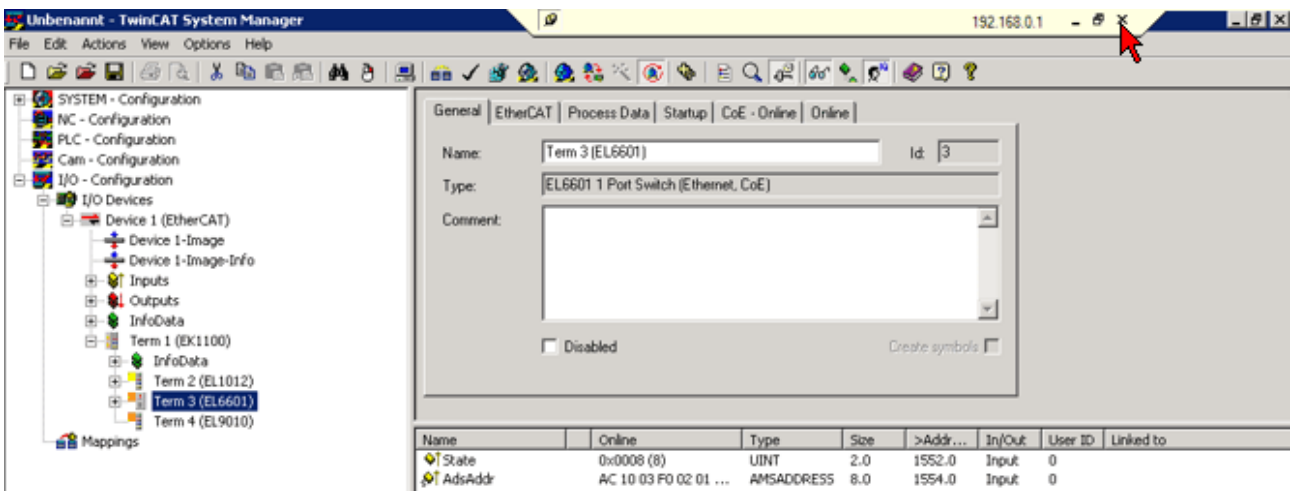 Unbenannt - TwinCAT System Manager
192.168.0.1
File Edit Actions View Options Help
SYSTEM - Configuration
NC - Configuration
PLC - Configuration
Cam - Configuration
I/O - Configuration
I/O Devices
Device 1 (EtherCAT)
Device 1-Image
Device 1-Image-Info
Inputs
Outputs
InfoData
Term 1 (EK1100)
InfoData
Term 2 (EL1012)
Term 3 (EL6601)
Term 4 (EL9010)
Mappings
General EtherCAT Process Data Startup CoE - Online Online
Name: Term 3 (EL6601) Id: 3
Type: EL6601 1 Port Switch (Ethernet, CoE)
Comment:
Disabled Create symbols
Name Online Type Size >Addr... In/Out User ID Linked to
State 0x0008 (8) UINT 2.0 1552.0 Input 0
AdsAddr AC 10 03 F0 02 01 ... AMSADDRESS 8.0 1554.0 Input 0